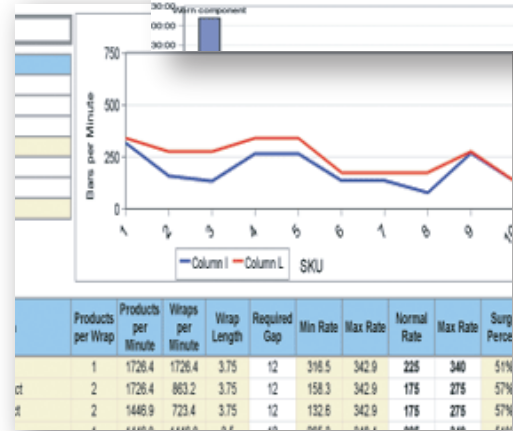 30:00
Worn component
00:00
30:00
750
500
250
0
Bars per Minute
1 2 3 4 5 6 7 8 9 10
Column I Column L
SKU
Products per Wrap Products per Minute Wraps per Minute Wrap Length Required Gap Min Rate Max Rate Normal Rate Max Rate
1 1726.4 1726.4 3.75 12 316.5 342.9 225 340 51%
ct 2 1726.4 863.2 3.75 12 158.3 342.9 175 275 57%
ct 2 1446.9 723.4 3.75 12 132.6 342.9 175 275 57%